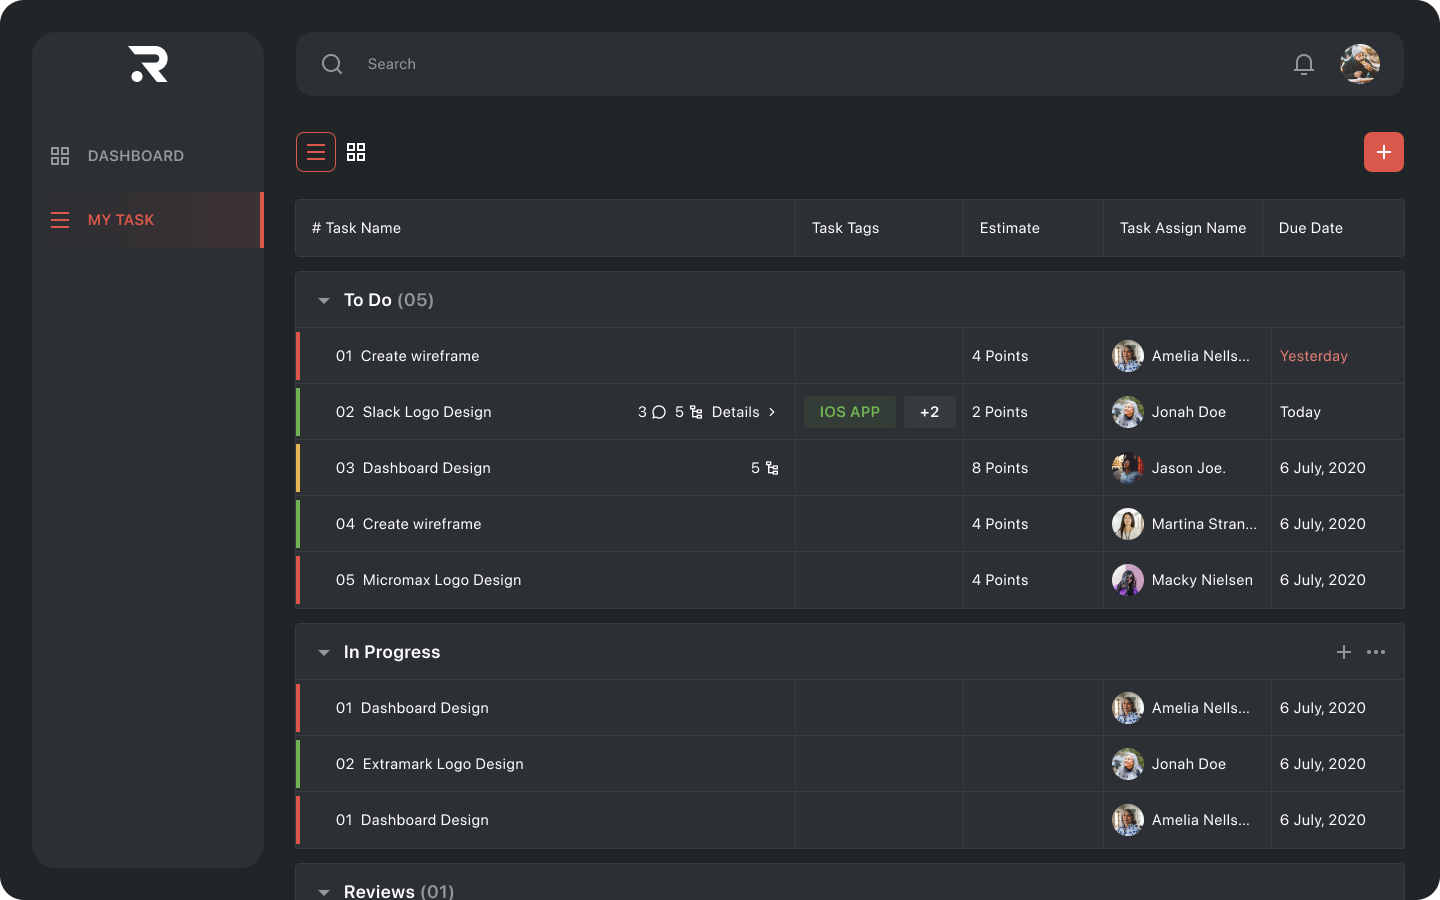 Search
DASHBOARD
MY TASK
# Task Name Task Tags Estimate Task Assign Name Due Date
To Do (05)
01 Create wireframe 4 Points Amelia Nells... Yesterday
02 Slack Logo Design 3 5 Details IOS APP +2 2 Points Jonah Doe Today
03 Dashboard Design 5 8 Points Jason Joe. 6 July, 2020
04 Create wireframe 4 Points Martina Stran... 6 July, 2020
05 Micromax Logo Design 4 Points Macky Nielsen 6 July, 2020
In Progress
01 Dashboard Design Amelia Nells... 6 July, 2020
02 Extramark Logo Design Jonah Doe 6 July, 2020
01 Dashboard Design Amelia Nells... 6 July, 2020
Reviews (01)